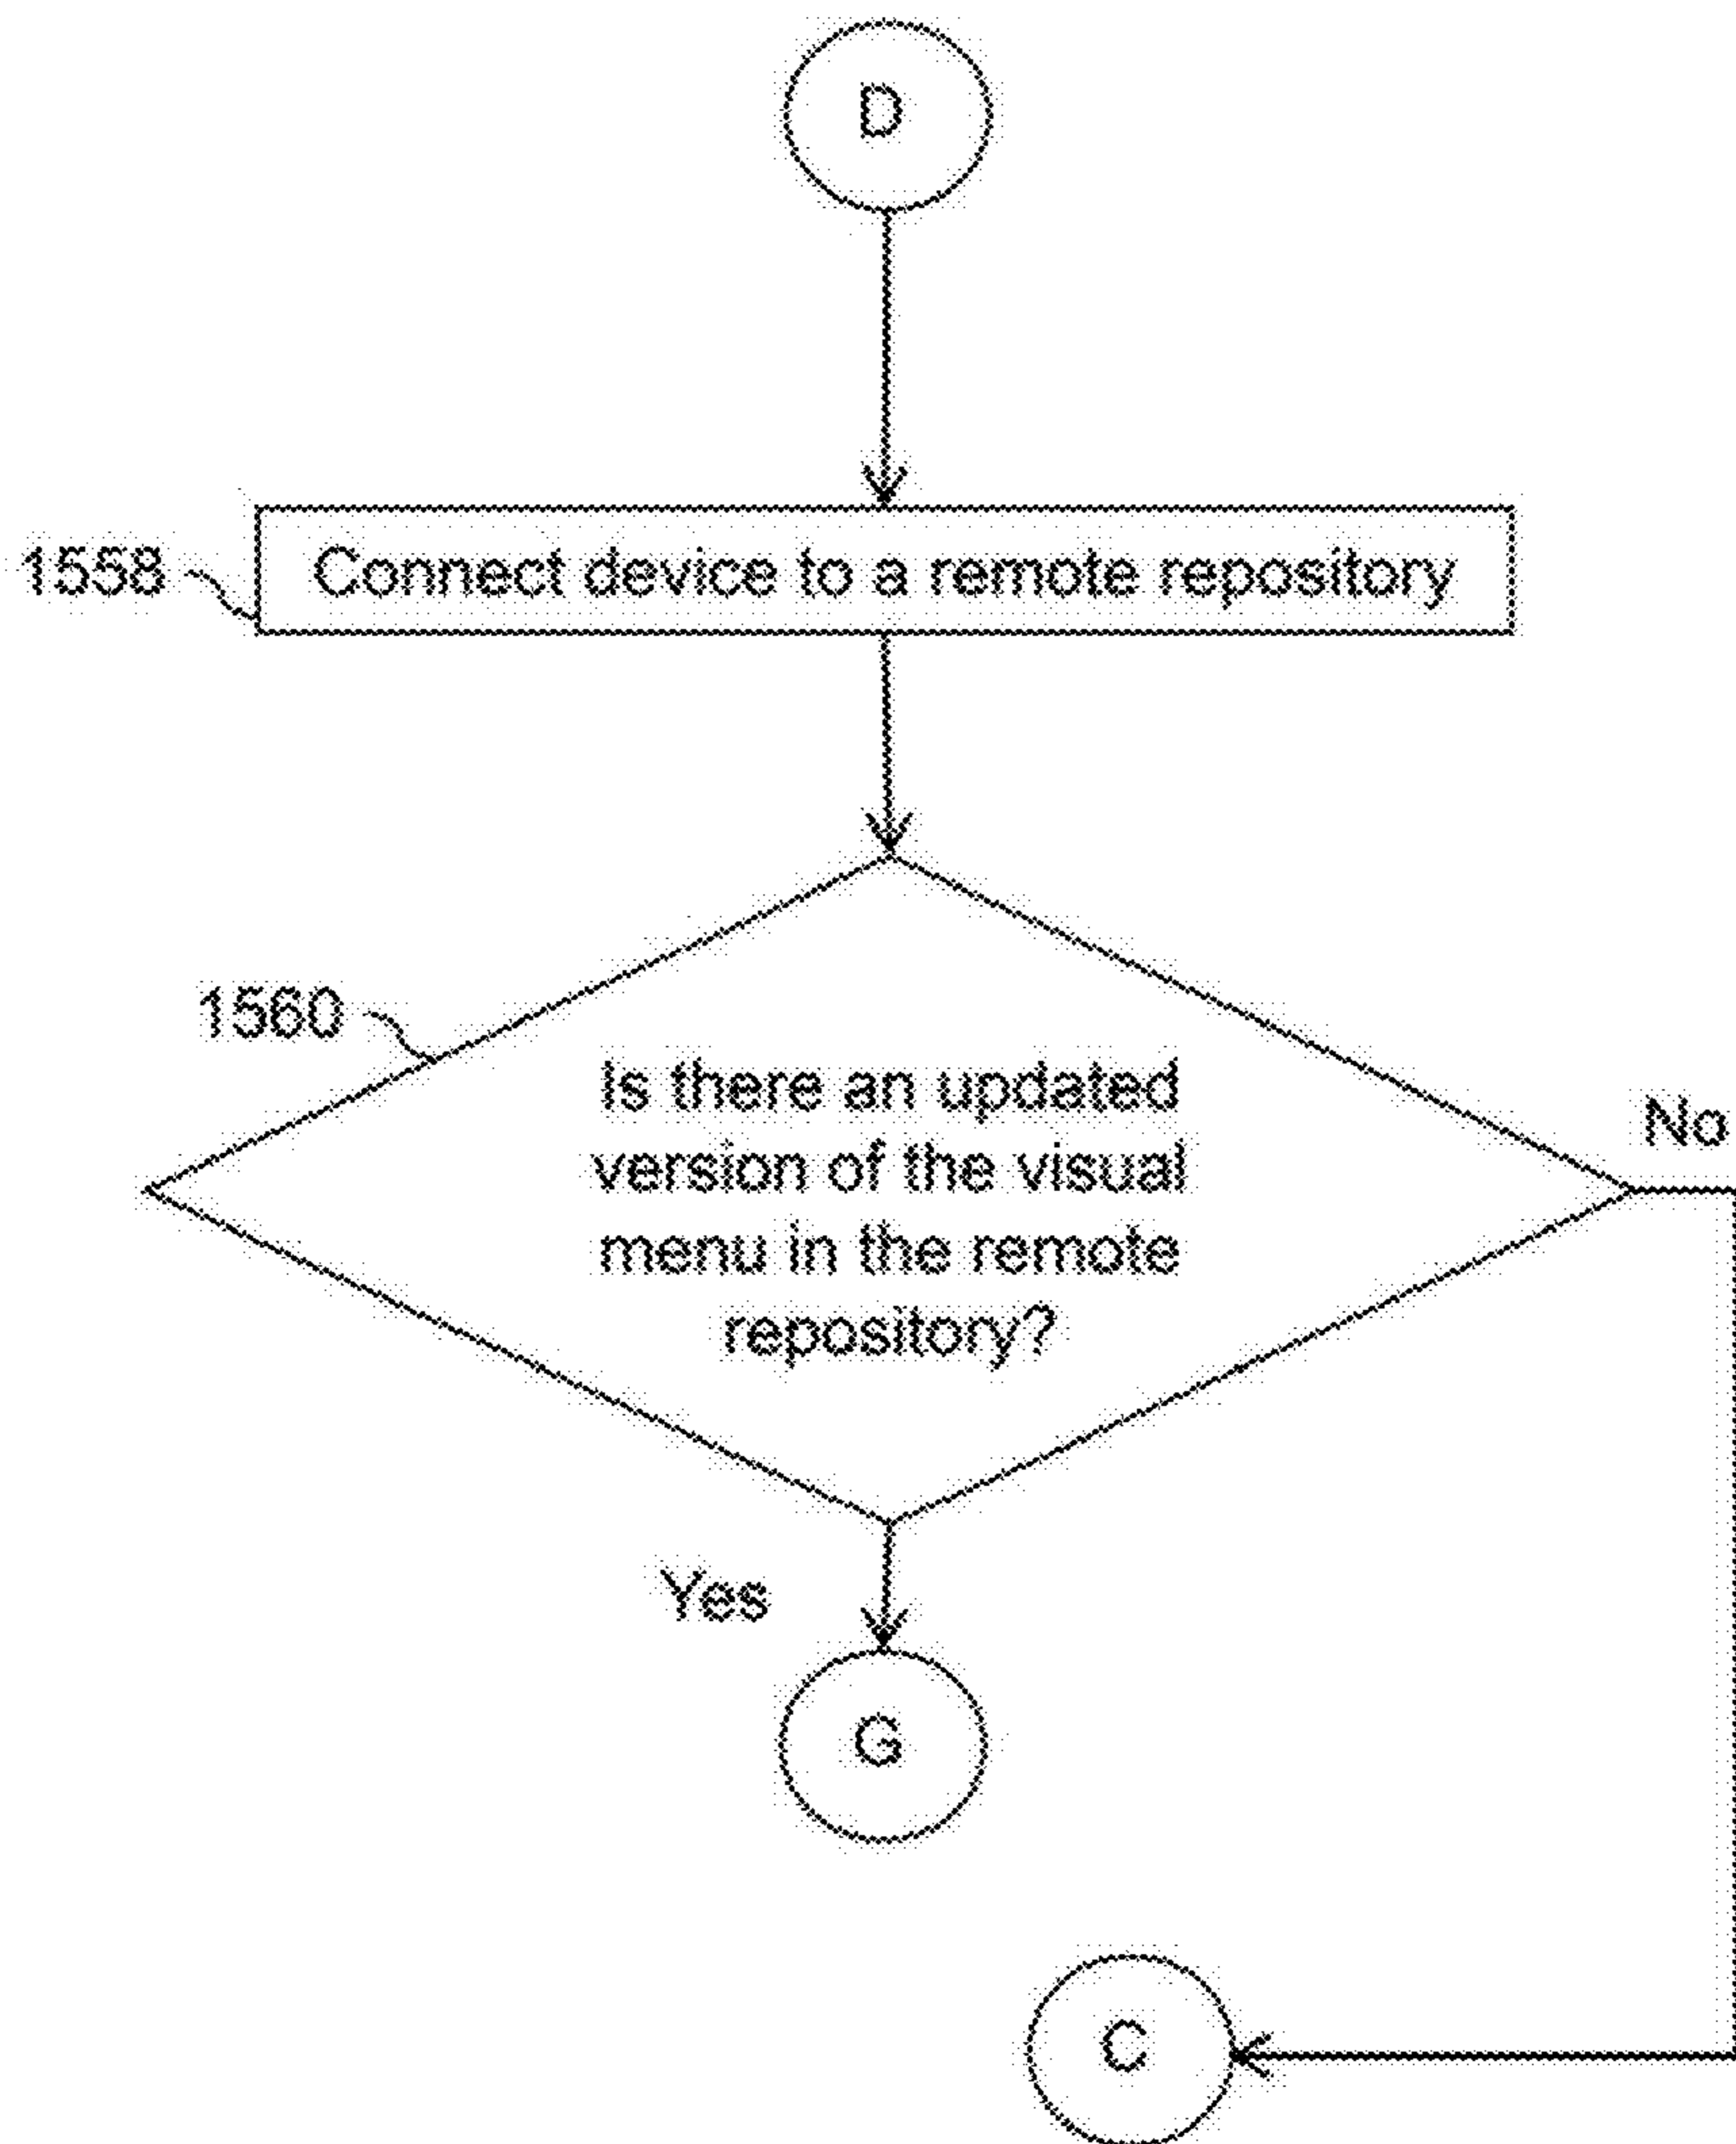 D
1558
Connect device to a remote repository
1560
Is there an updated
version of the visual
menu in the remote
repository?
No
Yes
G
C